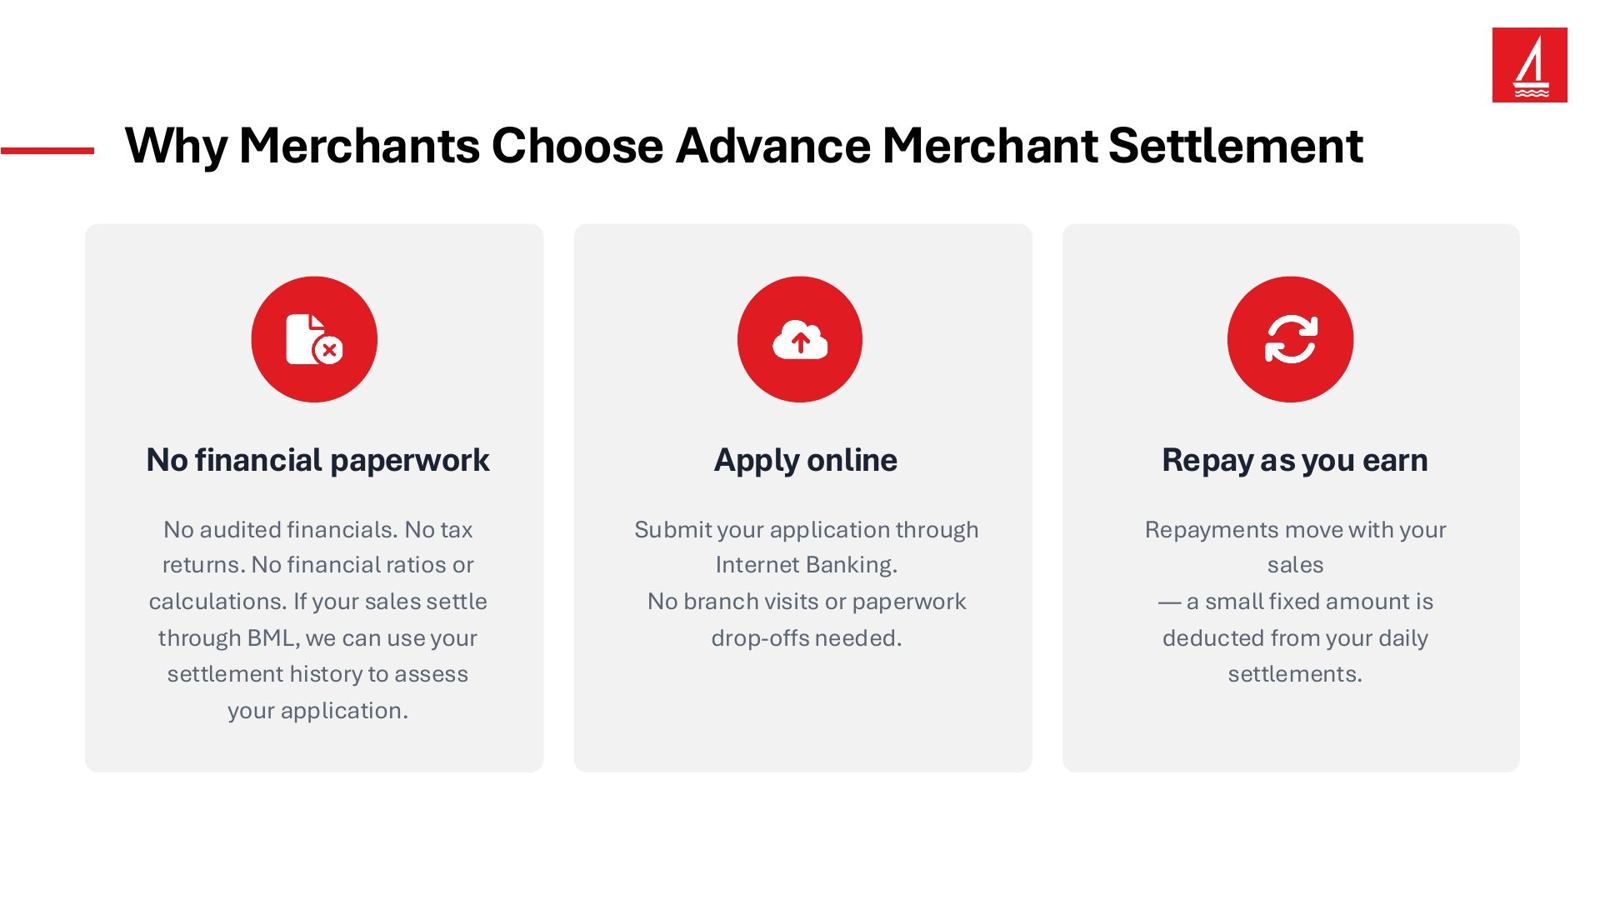 Why Merchants Choose Advance Merchant Settlement
No financial paperwork
No audited financials. No tax
returns. No financial ratios or
calculations. If your sales settle
through BML, we can use your
settlement history to assess
your application.
Apply online
Submit your application through
Internet Banking.
No branch visits or paperwork
drop-offs needed.
Repay as you earn
Repayments move with your
sales
— a small fixed amount is
deducted from your daily
settlements.